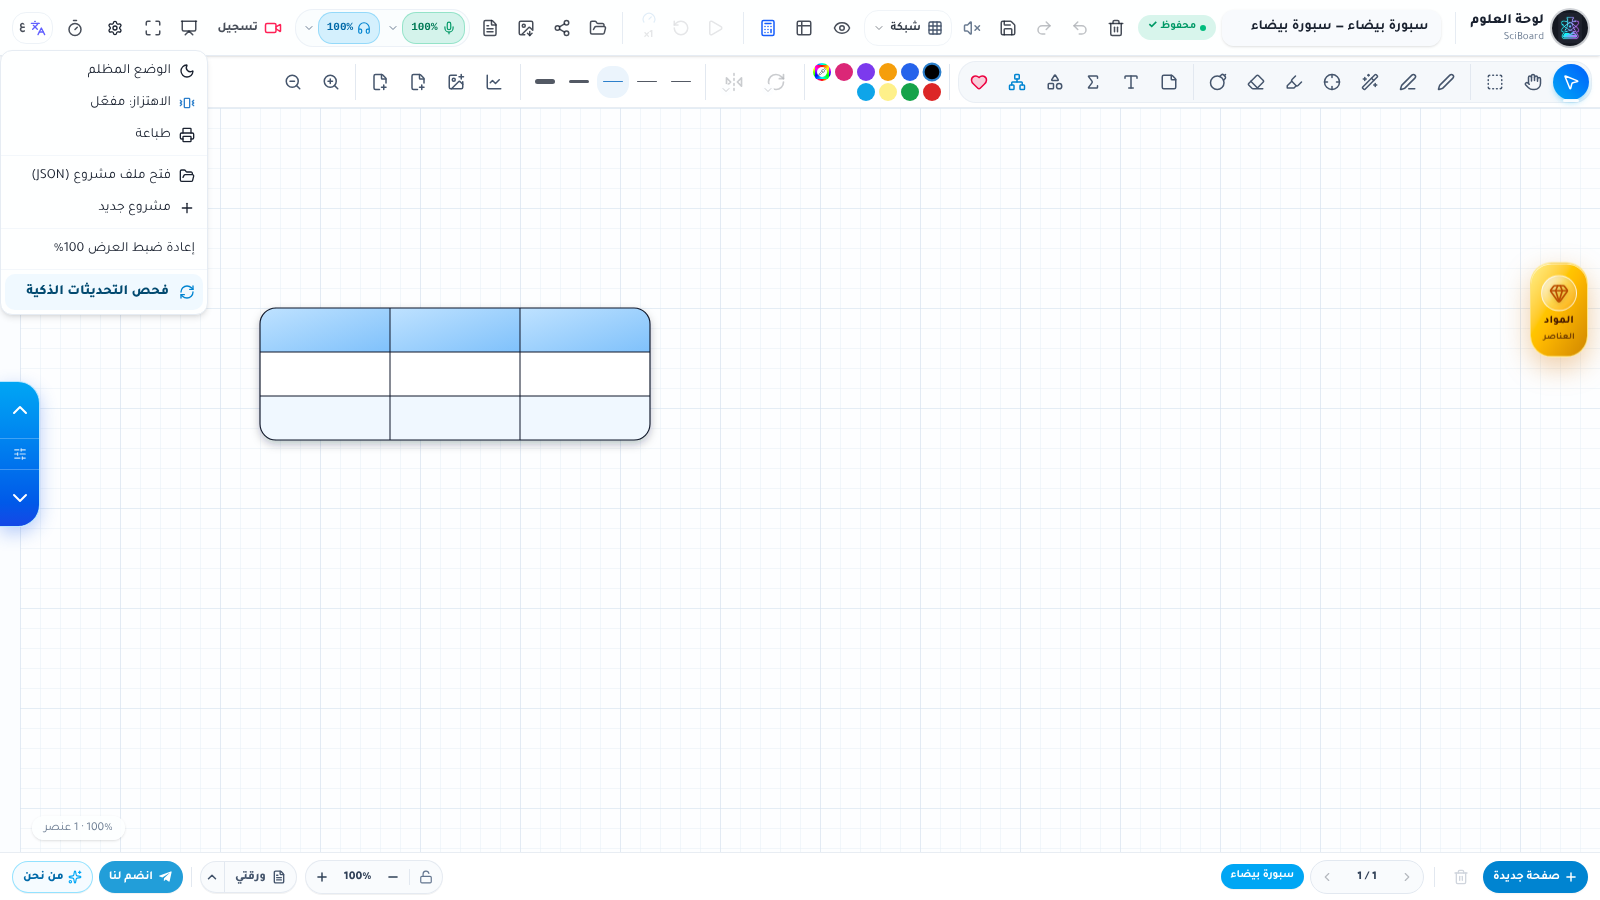 لوحة العلوم
SciBoard
سبورة بيضاء – سبورة بيضاء
محفوظ ✓
شبكة
x1
100%
100%
تسجيل
ع
الوضع المظلم
الاهتزاز: مفعّل
طباعة
فتح ملف مشروع (JSON)
مشروع جديد
إعادة ضبط العرض 100%
فحص التحديثات الذكية
المواد
العناصر
100% · 1 عنصر
صفحة جديدة
1 / 1
سبورة بيضاء
100%
ورقتي
انضم لنا
من نحن